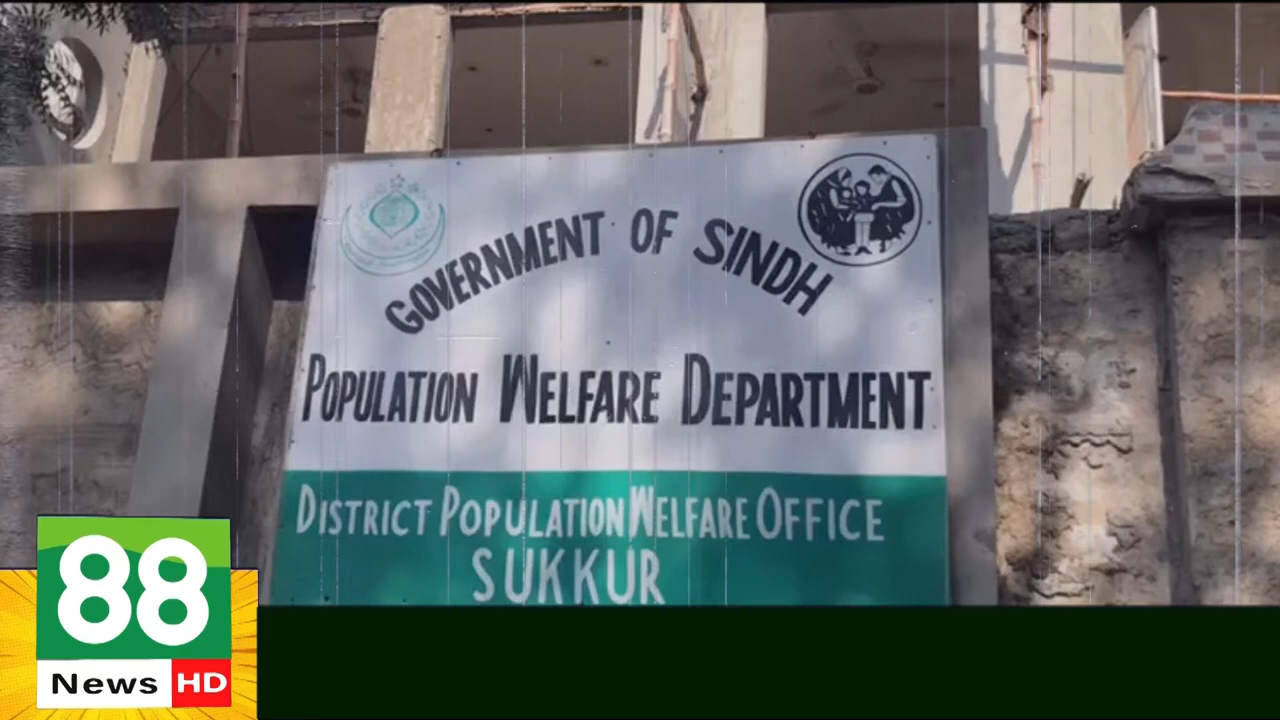 GOVERNMENT OF SINDH
POPULATION WELFARE DEPARTMENT
DISTRICT POPULATION WELFARE OFFICE
SUKKUR
88
News HD